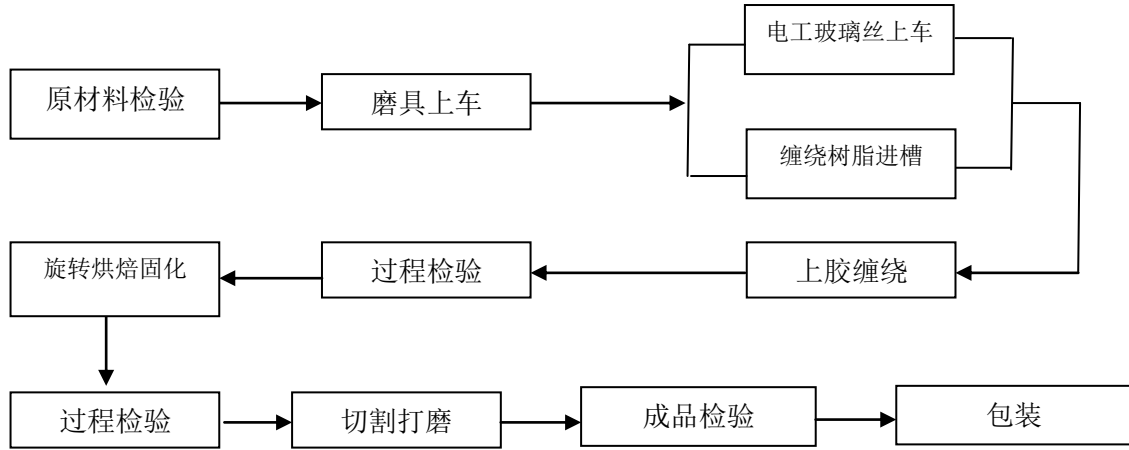 原材料检验
磨具上车
电工玻璃丝上车
缠绕树脂进槽
上胶缠绕
过程检验
旋转烘焙固化
过程检验
切割打磨
成品检验
包装